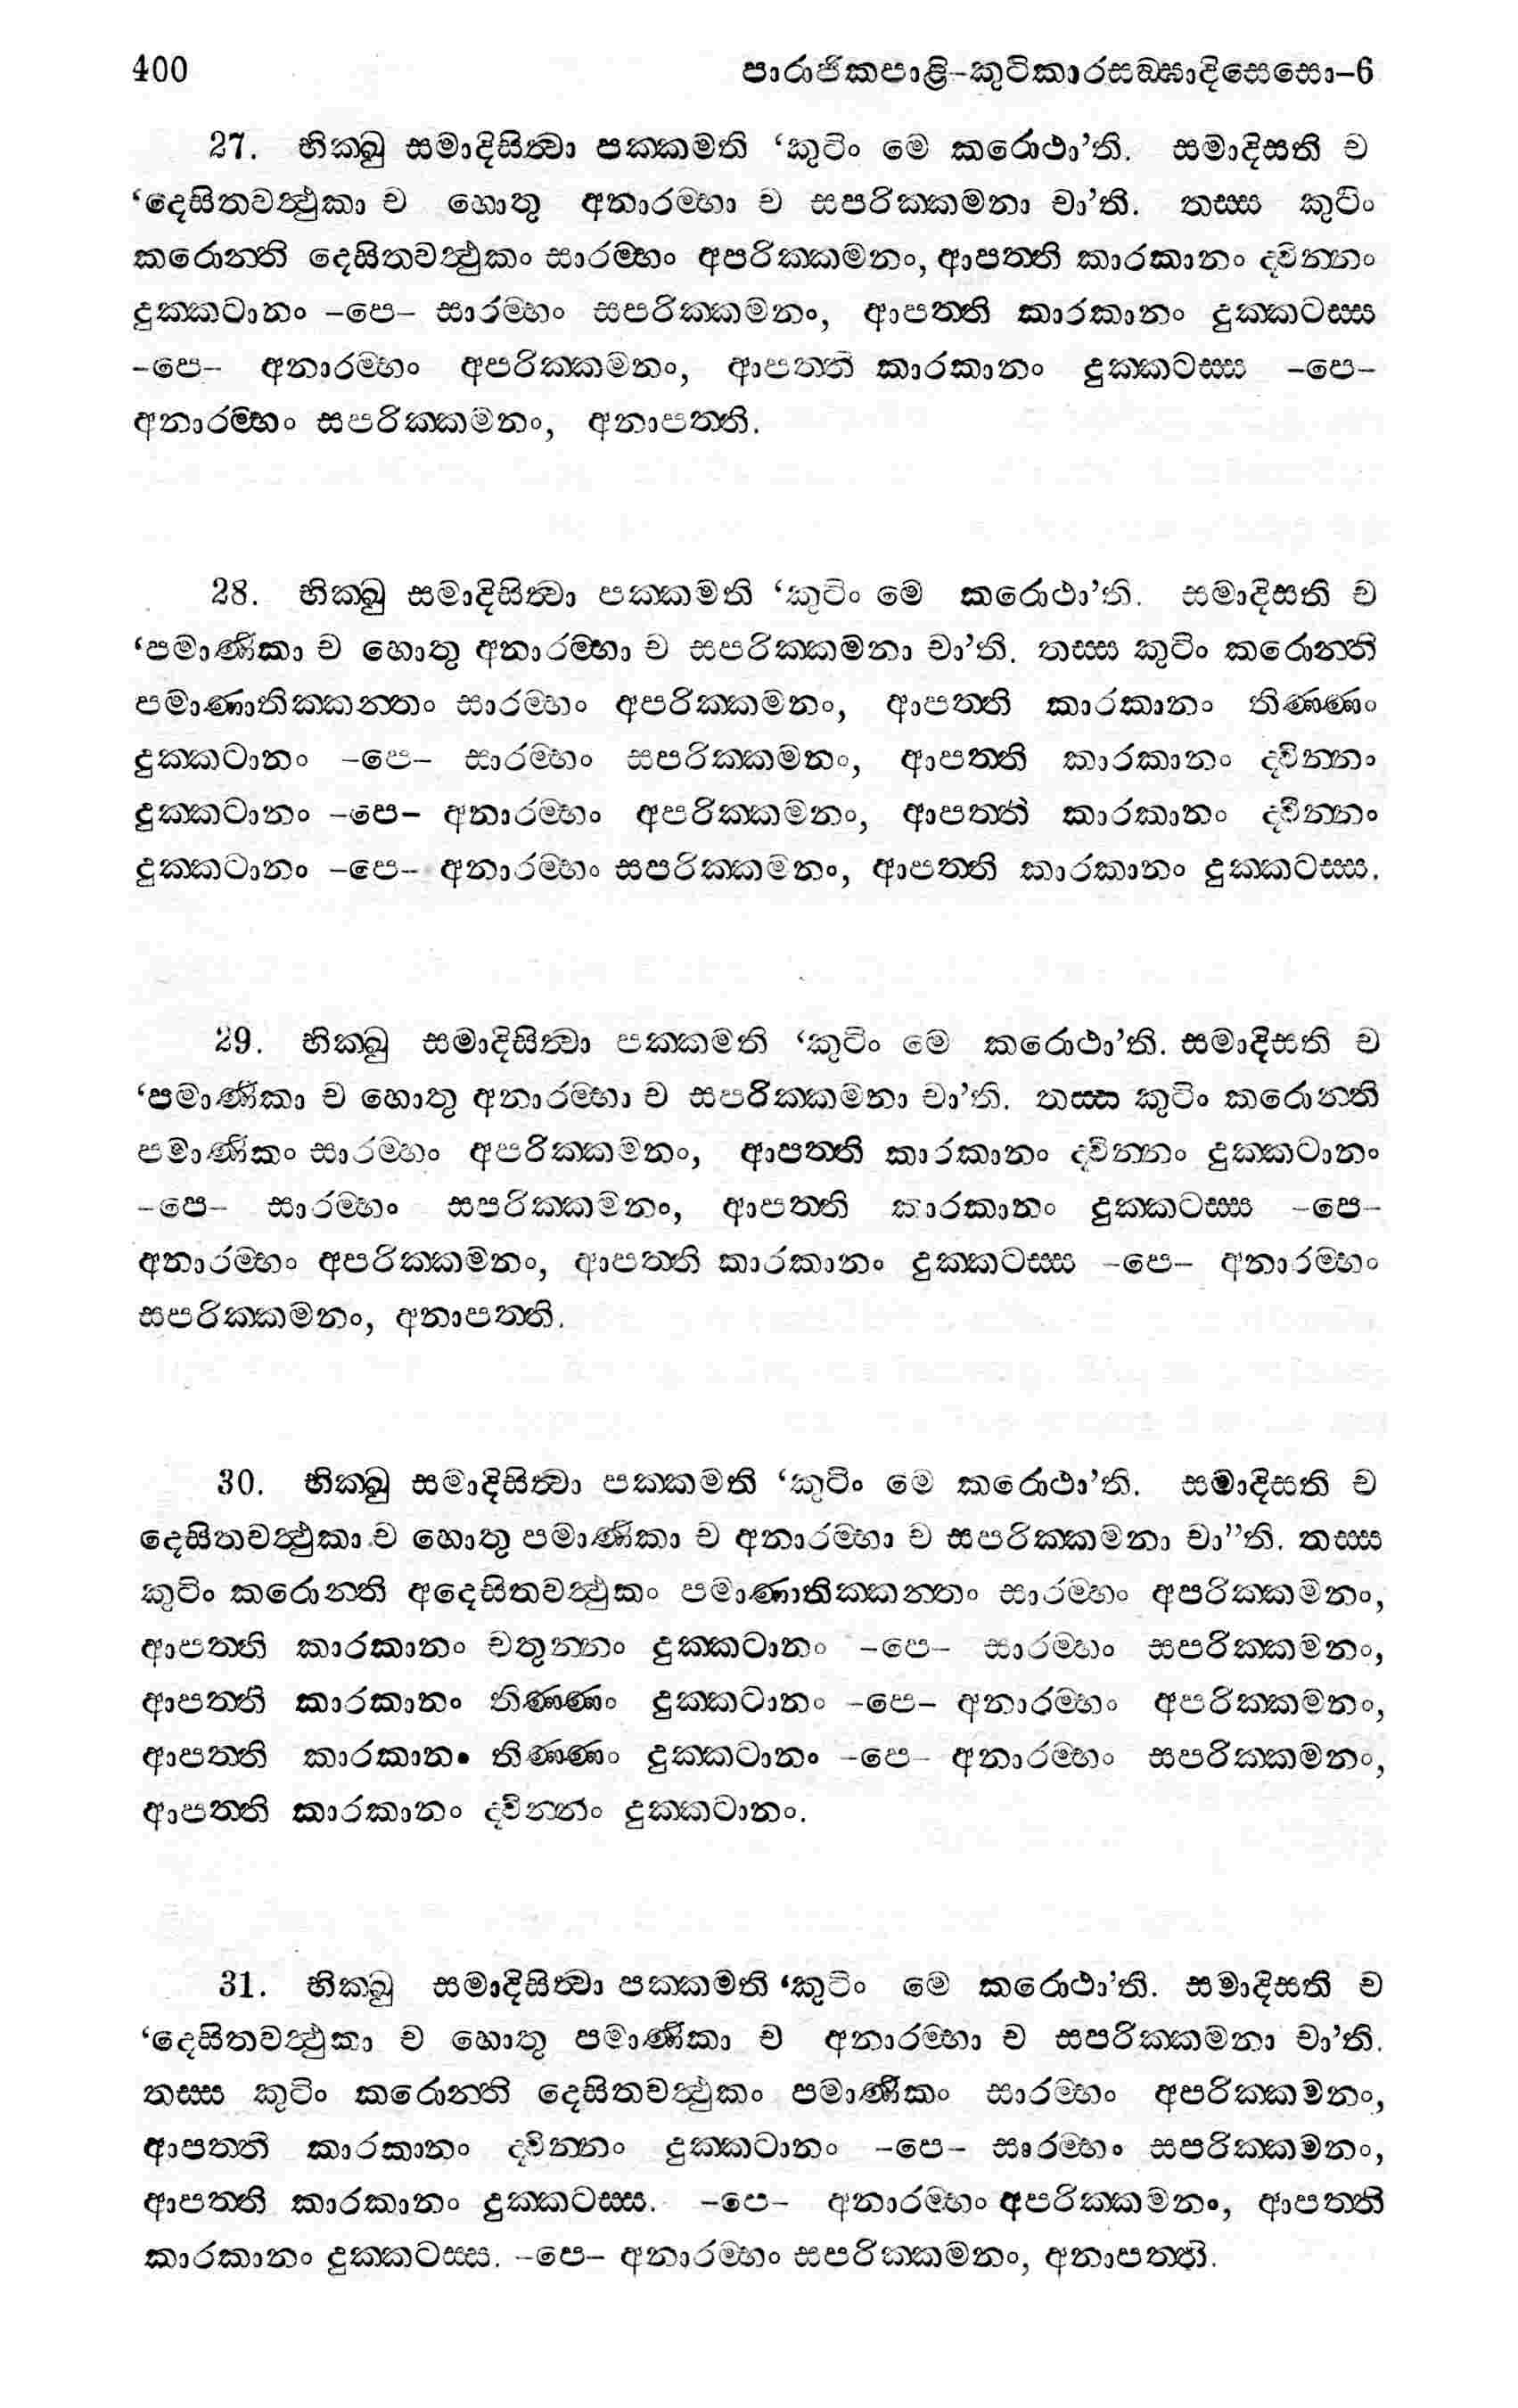 400 පාරාජිකපාළි-කුටිකාරසඞ්ඝාදිසෙසො-6
27. භික්ඛු සමාදිසිත්වා පක්කමති ‘කුටිං මෙ කරොථා’ති. සමාදිසති ච
‘දෙසිතවත්ථුකා ච හොතු අනාරම්භා ච සපරික්කමනා චා’ති. තස්ස කුටිං
කරොන්ති දෙසිතවත්ථුකං සාරම්භං අපරික්කමනං, ආපත්ති කාරකානං ද්වින්නං
දුක්කටානං -පෙ- සාරම්භං සපරික්කමනං, ආපත්ති කාරකානං දුක්කටස්ස
-පෙ- අනාරම්භං අපරික්කමනං, ආපත්ති කාරකානං දුක්කටස්ස -පෙ-
අනාරම්භං සපරික්කමනං, අනාපත්ති.
28. භික්ඛු සමාදිසිත්වා පක්කමති ‘කුටිං මෙ කරොථා’ති. සමාදිසති ච
‘පමාණිකා ච හොතු අනාරම්භා ච සපරික්කමනා චා’ති. තස්ස කුටිං කරොන්ති
පමාණාතික්කන්තං සාරම්භං අපරික්කමනං, ආපත්ති කාරකානං තිණ්ණං
දුක්කටානං -පෙ- සාරම්භං සපරික්කමනං, ආපත්ති කාරකානං ද්වින්නං
දුක්කටානං -පෙ- අනාරම්භං අපරික්කමනං, ආපත්ති කාරකානං ද්වින්නං
දුක්කටානං -පෙ- අනාරම්භං සපරික්කමනං, ආපත්ති කාරකානං දුක්කටස්ස.
29. භික්ඛු සමාදිසිත්වා පක්කමති ‘කුටිං මෙ කරොථා’ති. සමාදිසති ච
‘පමාණිකා ච හොතු අනාරම්භා ච සපරික්කමනා චා’ති. තස්ස කුටිං කරොන්ති
පමාණිකං සාරම්භං අපරික්කමනං, ආපත්ති කාරකානං ද්වින්නං දුක්කටානං
-පෙ- සාරම්භං සපරික්කමනං, ආපත්ති කාරකානං දුක්කටස්ස -පෙ-
අනාරම්භං අපරික්කමනං, ආපත්ති කාරකානං දුක්කටස්ස -පෙ- අනාරම්භං
සපරික්කමනං, අනාපත්ති.
30. භික්ඛු සමාදිසිත්වා පක්කමති ‘කුටිං මෙ කරොථා’ති. සමාදිසති ච
දෙසිතවත්ථුකා ච හොතු පමාණිකා ච අනාරම්භා ච සපරික්කමනා චා’’ති. තස්ස
කුටිං කරොන්ති අදෙසිතවත්ථුකං පමාණාතික්කන්තං සාරම්භං අපරික්කමනං,
ආපත්ති කාරකානං චතුන්නං දුක්කටානං -පෙ- සාරම්භං සපරික්කමනං,
ආපත්ති කාරකානං තිණ්ණං දුක්කටානං -පෙ- අනාරම්භං අපරික්කමනං,
ආපත්ති කාරකානං තිණ්ණං දුක්කටානං -පෙ- අනාරම්භං සපරික්කමනං,
ආපත්ති කාරකානං ද්වින්නං දුක්කටානං.
31. භික්ඛු සමාදිසිත්වා පක්කමති ‘කුටිං මෙ කරොථා’ති. සමාදිසති ච
‘දෙසිතවත්ථුකා ච හොතු පමාණිකා ච අනාරම්භා ච සපරික්කමනා චා’ති.
තස්ස කුටිං කරොන්ති දෙසිතවත්ථුකං පමාණිකං සාරම්භං අපරික්කමනං,
ආපත්ති කාරකානං ද්වින්නං දුක්කටානං -පෙ- සාරම්භං සපරික්කමනං,
ආපත්ති කාරකානං දුක්කටස්ස. -පෙ- අනාරම්භං අපරික්කමනං, ආපත්ති
කාරකානං දුක්කටස්ස. -පෙ- අනාරම්භං සපරික්කමනං, අනාපත්ති.